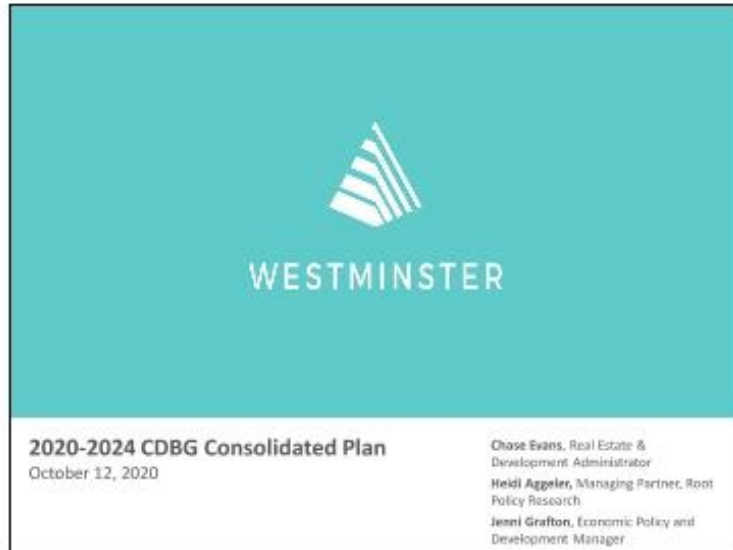 WESTMINSTER
2020-2024 CDBG Consolidated Plan
October 12, 2020
Chase Evans, Real Estate &
Development Administrator
Heidi Aggeler, Managing Partner, Root
Policy Research
Jenni Grafton, Economic Policy and
Development Manager